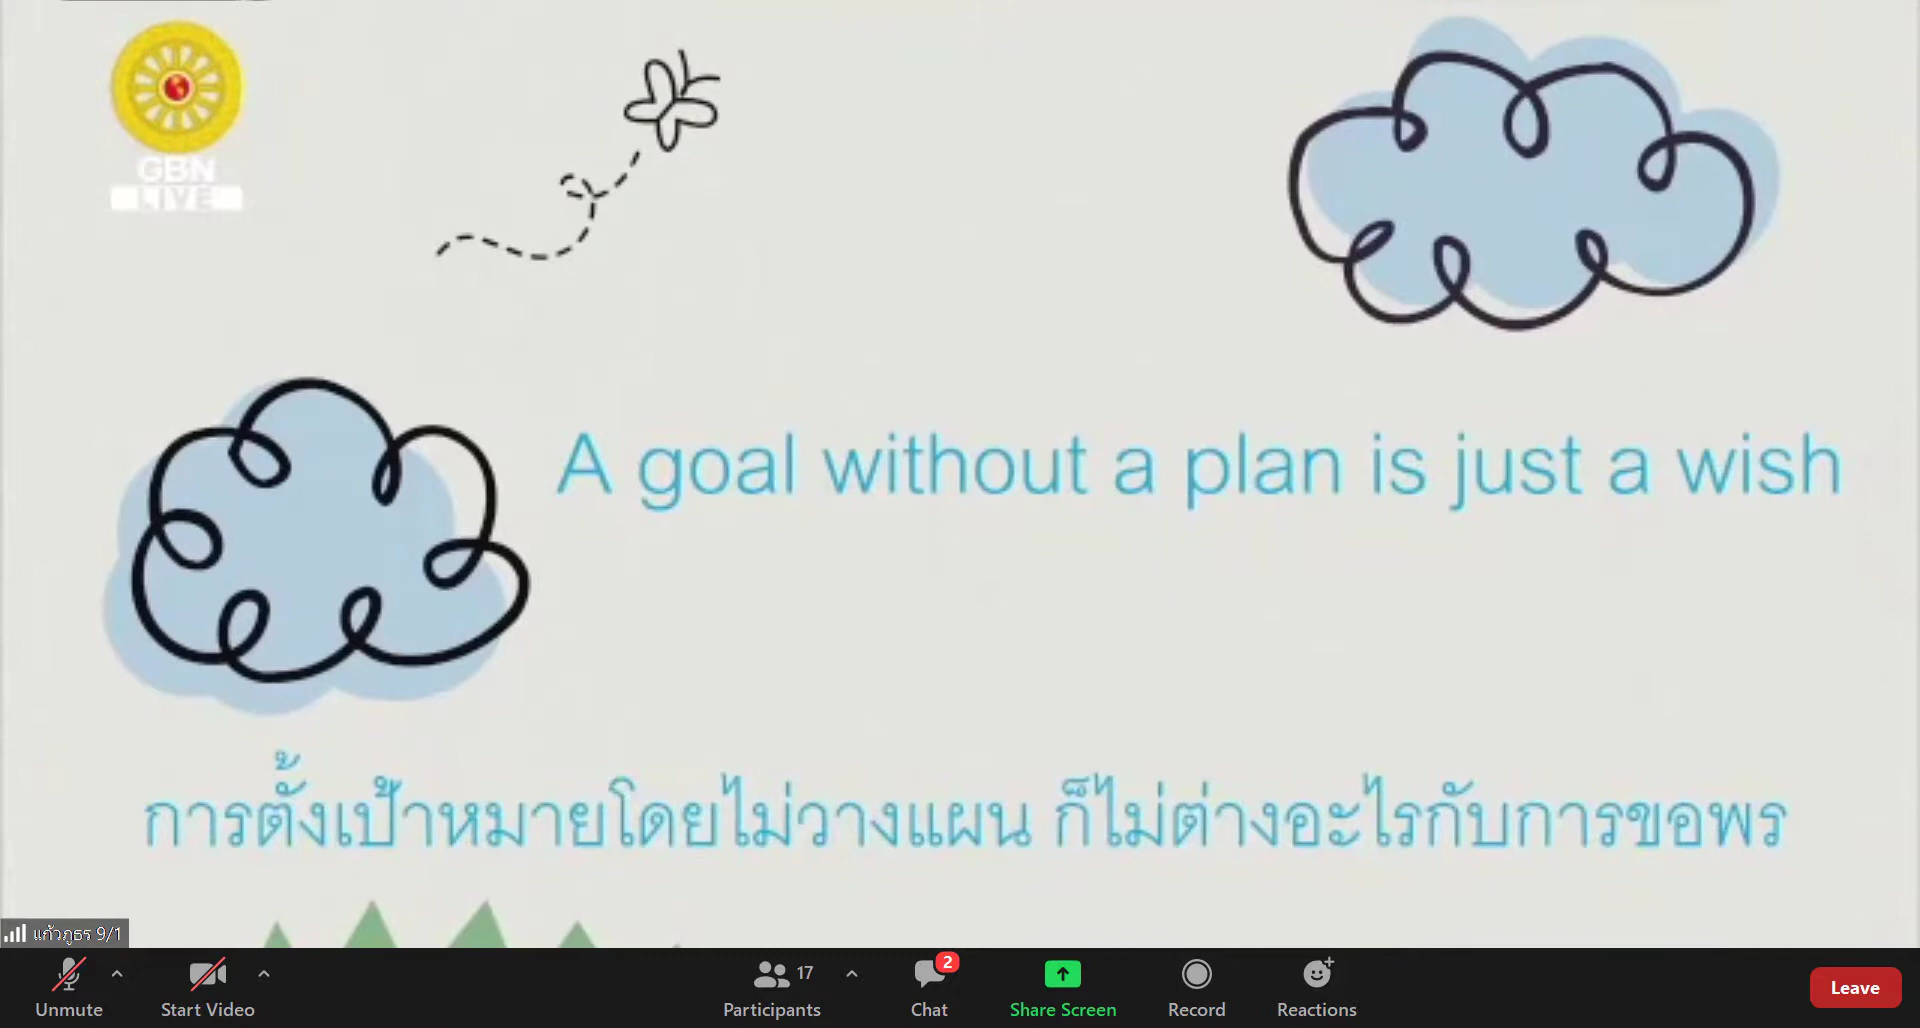 GBN
LIVE
A goal without a plan is just a wish
การตั้งเป้าหมายโดยไม่วางแผน ก็ไม่ต่างอะไรกับการขอพร
แก้วภูธร 9/1
Unmute
Start Video
17
Participants
2
Chat
Share Screen
Record
Reactions
Leave